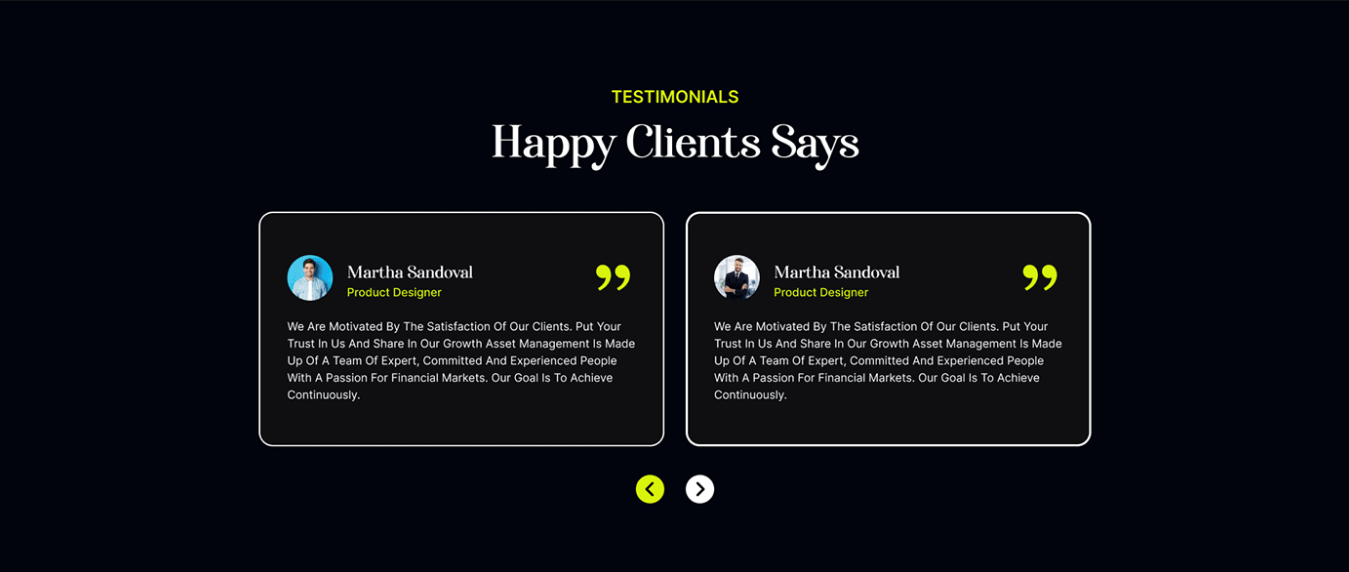 TESTIMONIALS
Happy Clients Says
Martha Sandoval
Product Designer
We Are Motivated By The Satisfaction Of Our Clients. Put Your
Trust In Us And Share In Our Growth Asset Management Is Made
Up Of A Team Of Expert, Committed And Experienced People
With A Passion For Financial Markets. Our Goal Is To Achieve
Continuously.
Martha Sandoval
Product Designer
We Are Motivated By The Satisfaction Of Our Clients. Put Your
Trust In Us And Share In Our Growth Asset Management Is Made
Up Of A Team Of Expert, Committed And Experienced People
With A Passion For Financial Markets. Our Goal Is To Achieve
Continuously.